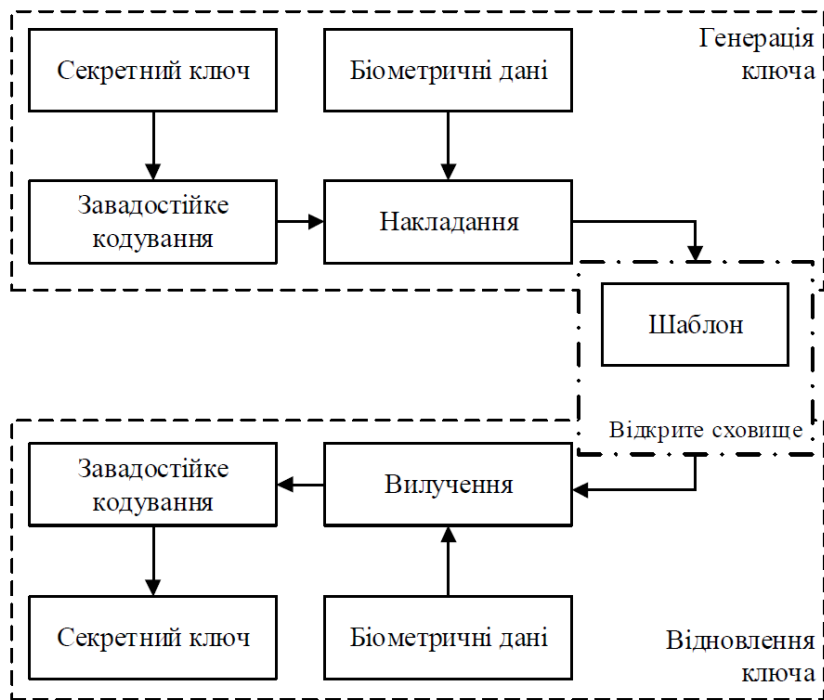 Секретний ключ
Біометричні дані
Генерація
ключа
Завадостійке
кодування
Накладання
Шаблон
Відкрите сховище
Завадостійке
кодування
Вилучення
Секретний ключ
Біометричні дані
Відновлення
ключа